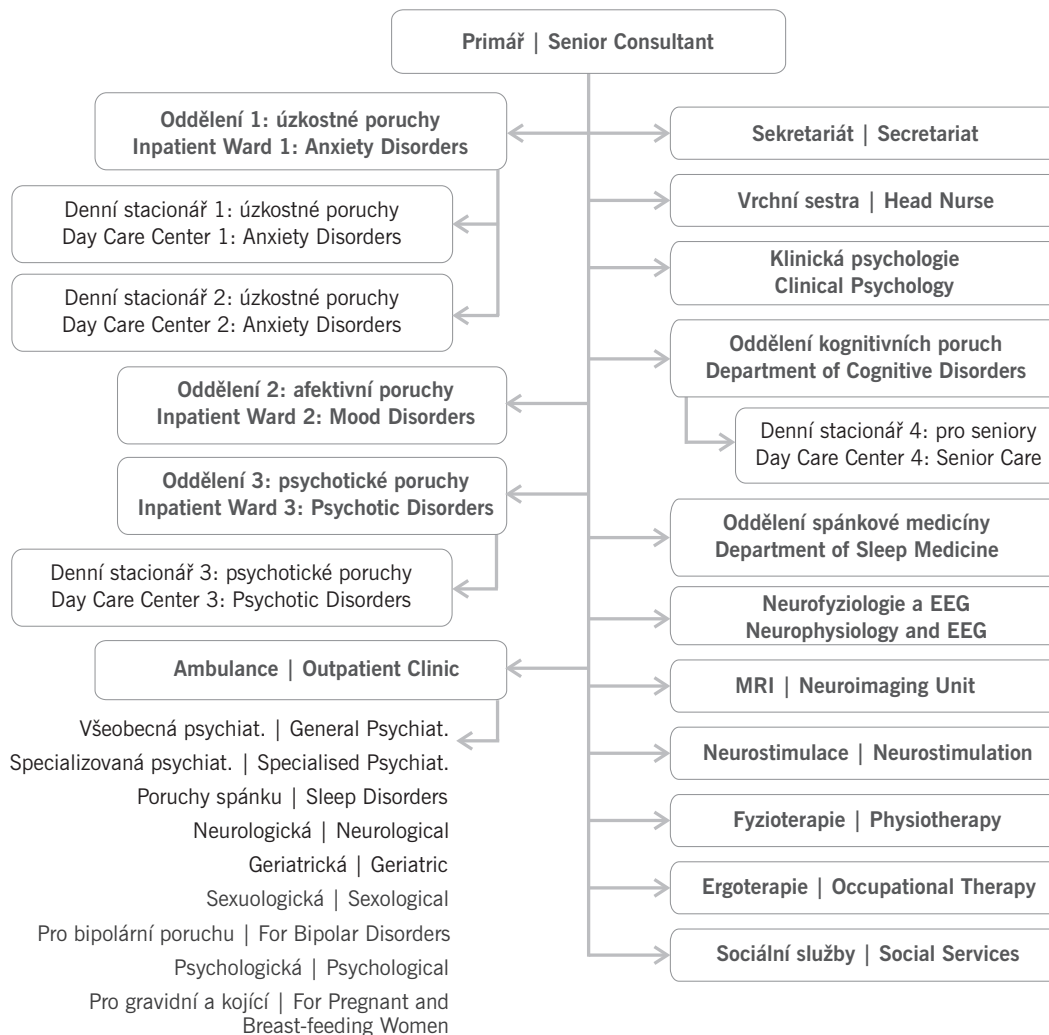 Primář | Senior Consultant
Oddělení 1: úzkostné poruchy
Inpatient Ward 1: Anxiety Disorders
Denní stacionář 1: úzkostné poruchy
Day Care Center 1: Anxiety Disorders
Denní stacionář 2: úzkostné poruchy
Day Care Center 2: Anxiety Disorders
Oddělení 2: afektivní poruchy
Inpatient Ward 2: Mood Disorders
Oddělení 3: psychotické poruchy
Inpatient Ward 3: Psychotic Disorders
Denní stacionář 3: psychotické poruchy
Day Care Center 3: Psychotic Disorders
Ambulance | Outpatient Clinic
Všeobecná psychiat. | General Psychiat.
Specializovaná psychiat. | Specialised Psychiat.
Poruchy spánku | Sleep Disorders
Neurologická | Neurological
Geriatrická | Geriatric
Sexuologická | Sexological
Pro bipolární poruchu | For Bipolar Disorders
Psychologická | Psychological
Pro gravidní a kojící | For Pregnant and
Breast-feeding Women
Sekretariát | Secretariat
Vrchní sestra | Head Nurse
Klinická psychologie
Clinical Psychology
Oddělení kognitivních poruch
Department of Cognitive Disorders
Denní stacionář 4: pro seniory
Day Care Center 4: Senior Care
Oddělení spánkové medicíny
Department of Sleep Medicine
Neurofyziologie a EEG
Neurophysiology and EEG
MRI | Neuroimaging Unit
Neurostimulace | Neurostimulation
Fyzioterapie | Physiotherapy
Ergoterapie | Occupational Therapy
Sociální služby | Social Services